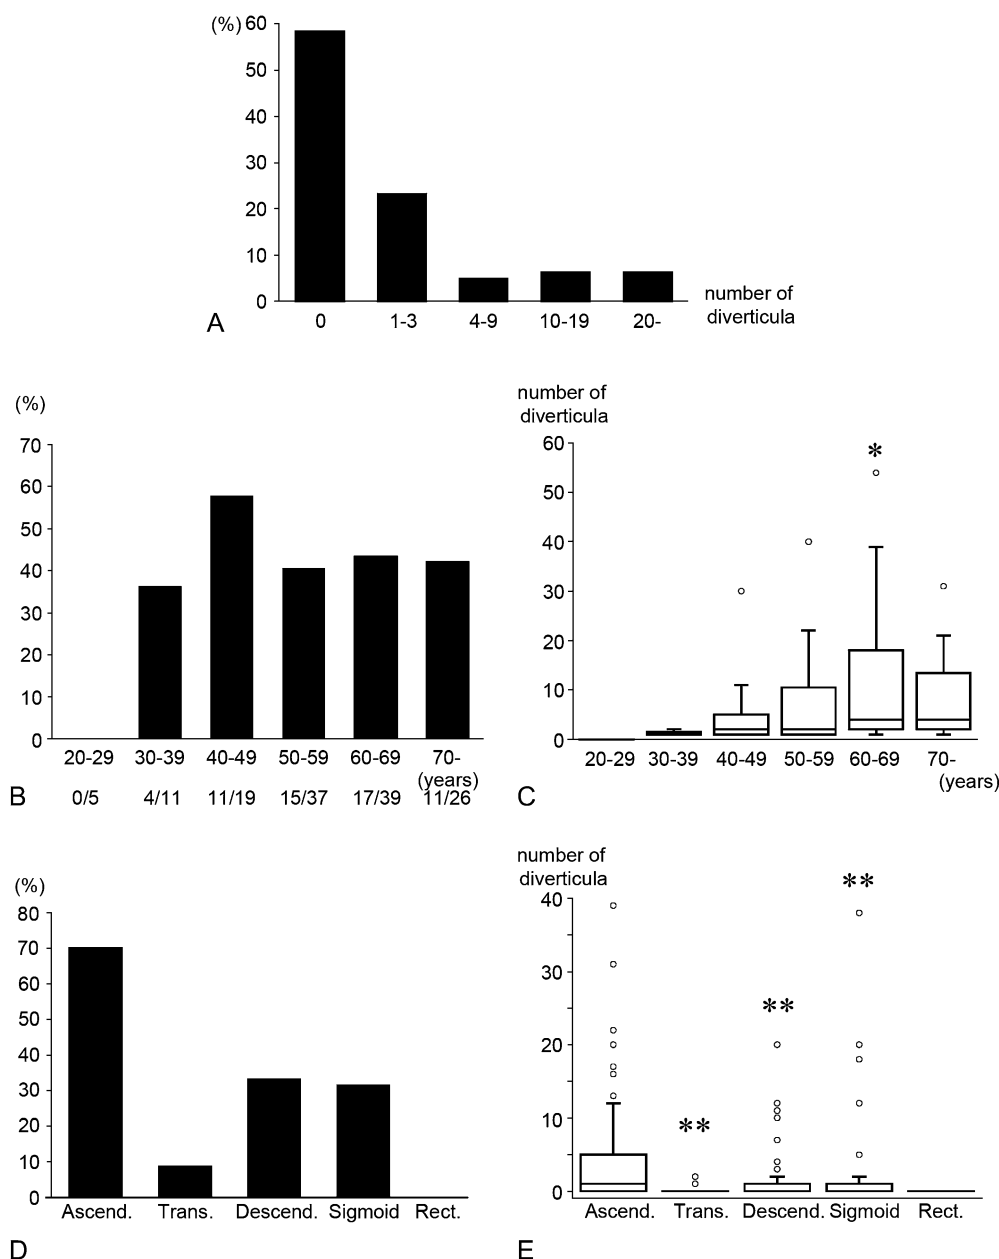 (%)
60
50
40
30
20
10
0
0 1-3 4-9 10-19 20-
number of
diverticula
A
(%)
70
60
50
40
30
20
10
0
20-29 30-39 40-49 50-59 60-69 70-
(years)
0/5 4/11 11/19 15/37 17/39 11/26
B
number of
diverticula
60
50
40
30
20
10
0
*
20-29 30-39 40-49 50-59 60-69 70-
(years)
C
(%)
80
70
60
50
40
30
20
10
0
Ascend. Trans. Descend. Sigmoid Rect.
D
number of
diverticula
40
30
20
10
0
**
**
**
Ascend. Trans. Descend. Sigmoid Rect.
E